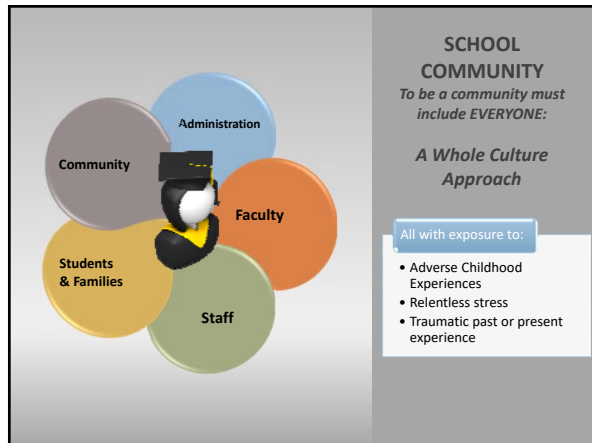 Administration
Community
Faculty
Students
& Families
Staff
SCHOOL
COMMUNITY
To be a community must
include EVERYONE:
A Whole Culture
Approach
All with exposure to:
• Adverse Childhood
Experiences
• Relentless stress
• Traumatic past or present
experience